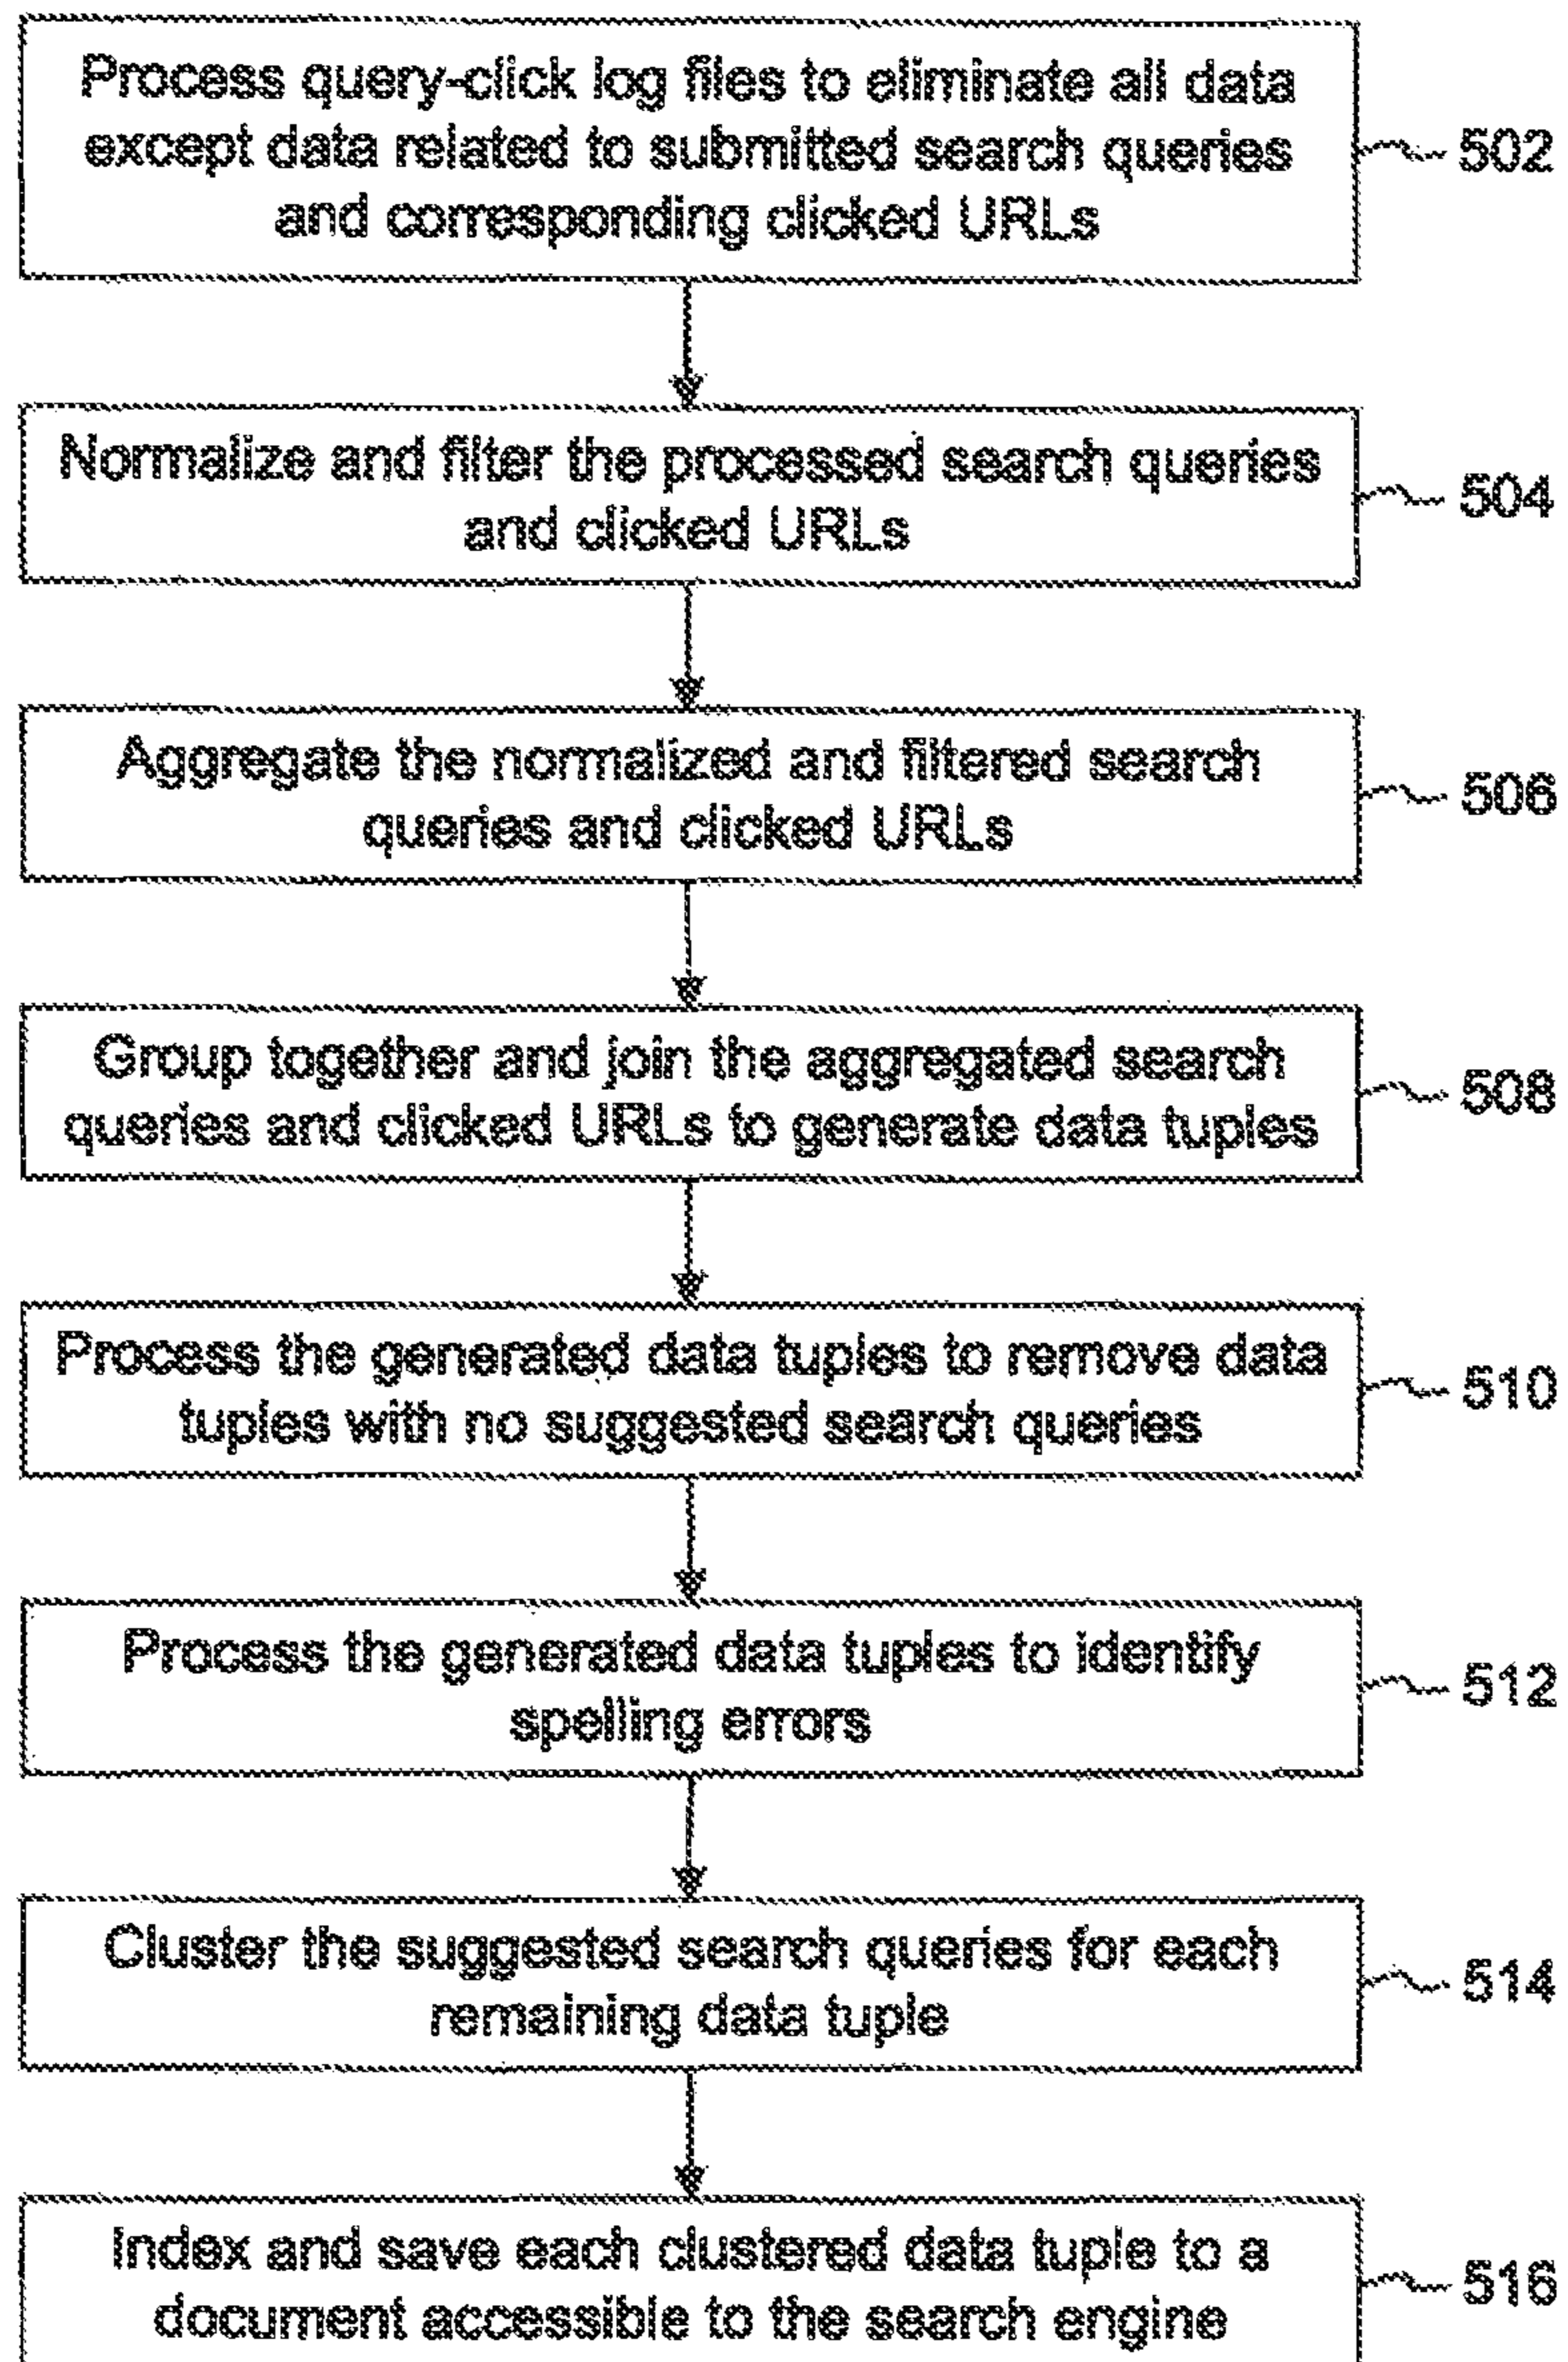 Process query-click log files to eliminate all data
except data related to submitted search queries
and corresponding clicked URLs
502
Normalize and filter the processed search queries
and clicked URLs
504
Aggregate the normalized and filtered search
queries and clicked URLs
506
Group together and join the aggregated search
queries and clicked URLs to generate data tuples
508
Process the generated data tuples to remove data
tuples with no suggested search queries
510
Process the generated data tuples to identify
spelling errors
512
Cluster the suggested search queries for each
remaining data tuple
514
Index and save each clustered data tuple to a
document accessible to the search engine
516